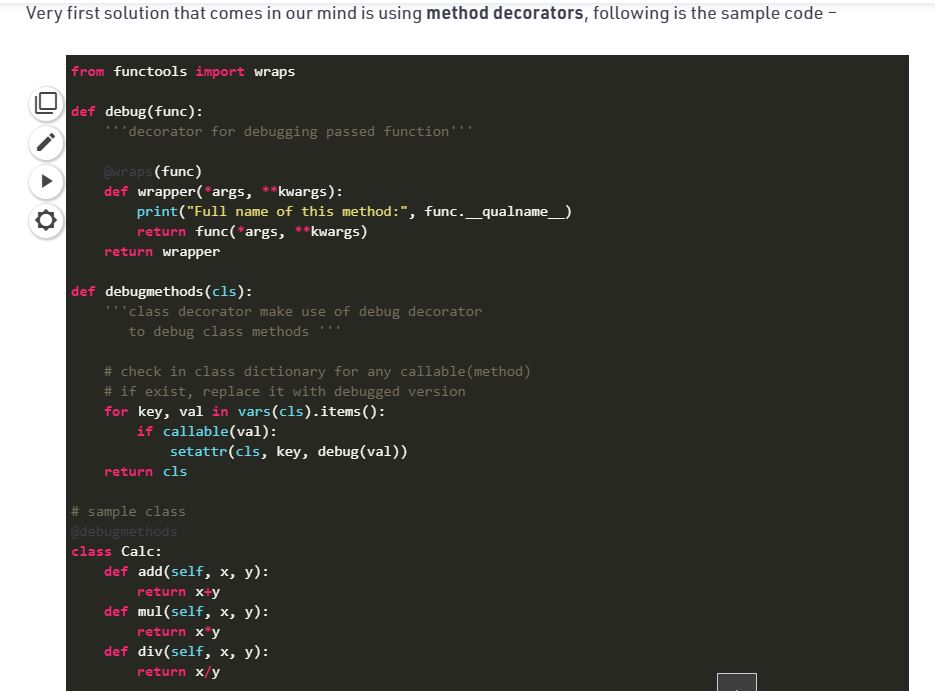 Very first solution that comes in our mind is using method decorators, following is the sample code –
from functools import wraps
def debug(func):
    '''decorator for debugging passed function'''
    @wraps(func)
    def wrapper(*args, **kwargs):
        print("Full name of this method:", func.__qualname__)
        return func(*args, **kwargs)
    return wrapper
def debugmethods(cls):
    '''class decorator make use of debug decorator
       to debug class methods '''
    # check in class dictionary for any callable(method)
    # if exist, replace it with debugged version
    for key, val in vars(cls).items():
        if callable(val):
            setattr(cls, key, debug(val))
    return cls
# sample class
@debugmethods
class Calc:
    def add(self, x, y):
        return x+y
    def mul(self, x, y):
        return x*y
    def div(self, x, y):
        return x/y